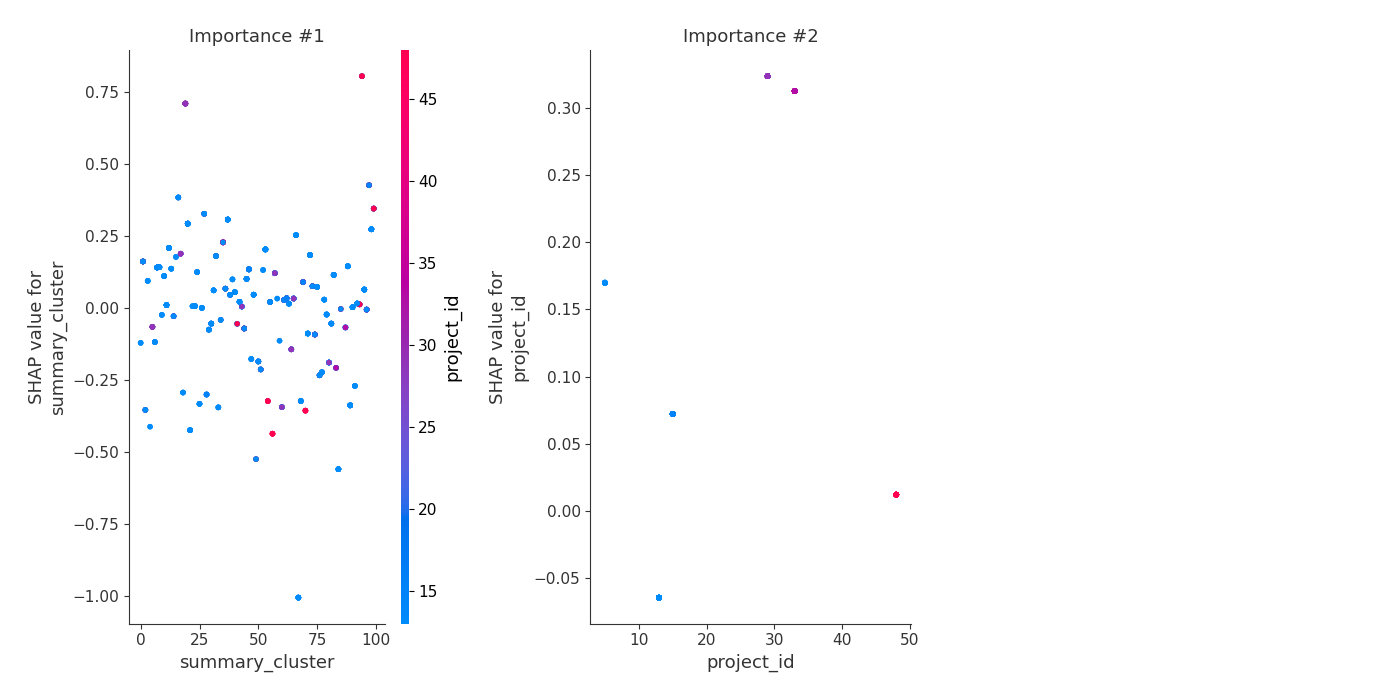 Importance #1
SHAP value for
summary_cluster
0.75
0.50
0.25
0.00
−0.25
−0.50
−0.75
−1.00
0 25 50 75 100
summary_cluster
45
40
35
30
25
20
15
project_id
Importance #2
SHAP value for
project_id
0.30
0.25
0.20
0.15
0.10
0.05
0.00
−0.05
10 20 30 40 50
project_id